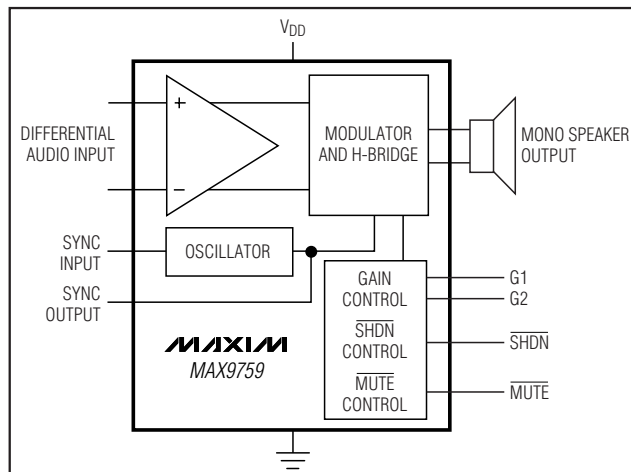 VDD
+
−
DIFFERENTIAL
AUDIO INPUT
MODULATOR
AND H-BRIDGE
MONO SPEAKER
OUTPUT
SYNC
INPUT
OSCILLATOR
SYNC
OUTPUT
GAIN
CONTROL
G1
G2
SHDN
CONTROL
SHDN
MUTE
CONTROL
MUTE
MAXIM
MAX9759